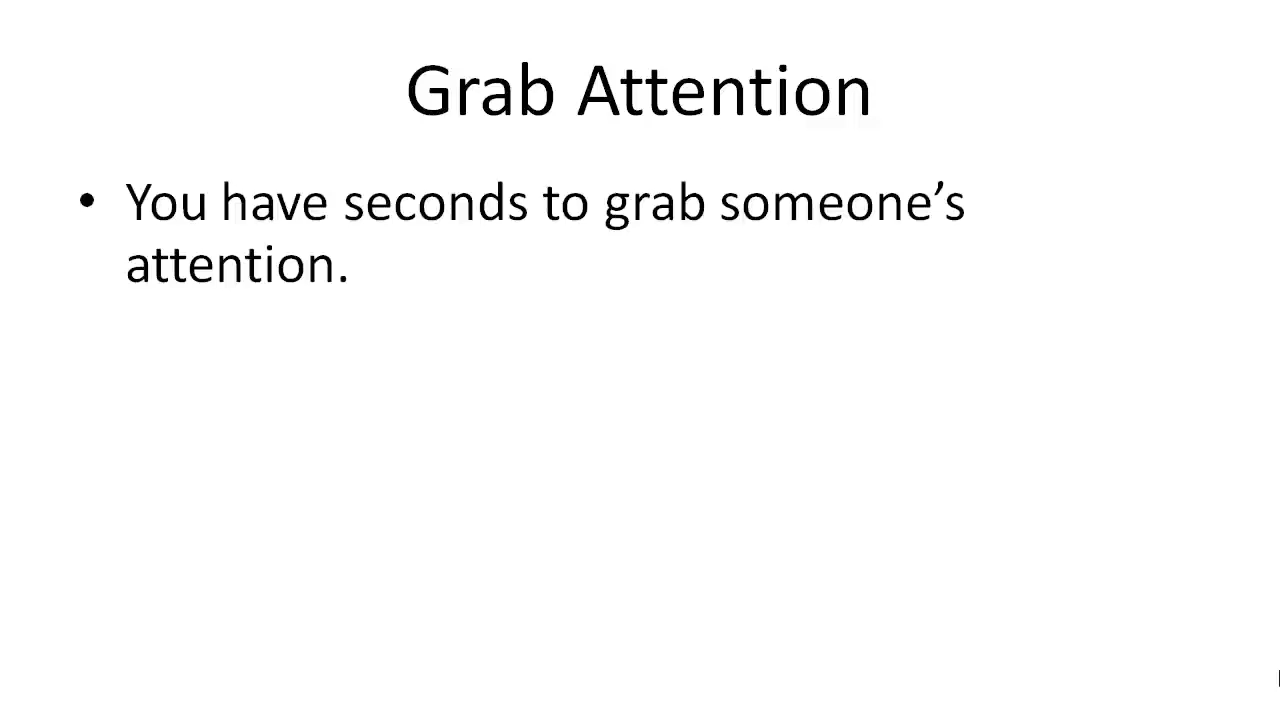 Grab Attention
• You have seconds to grab someone’s
attention.